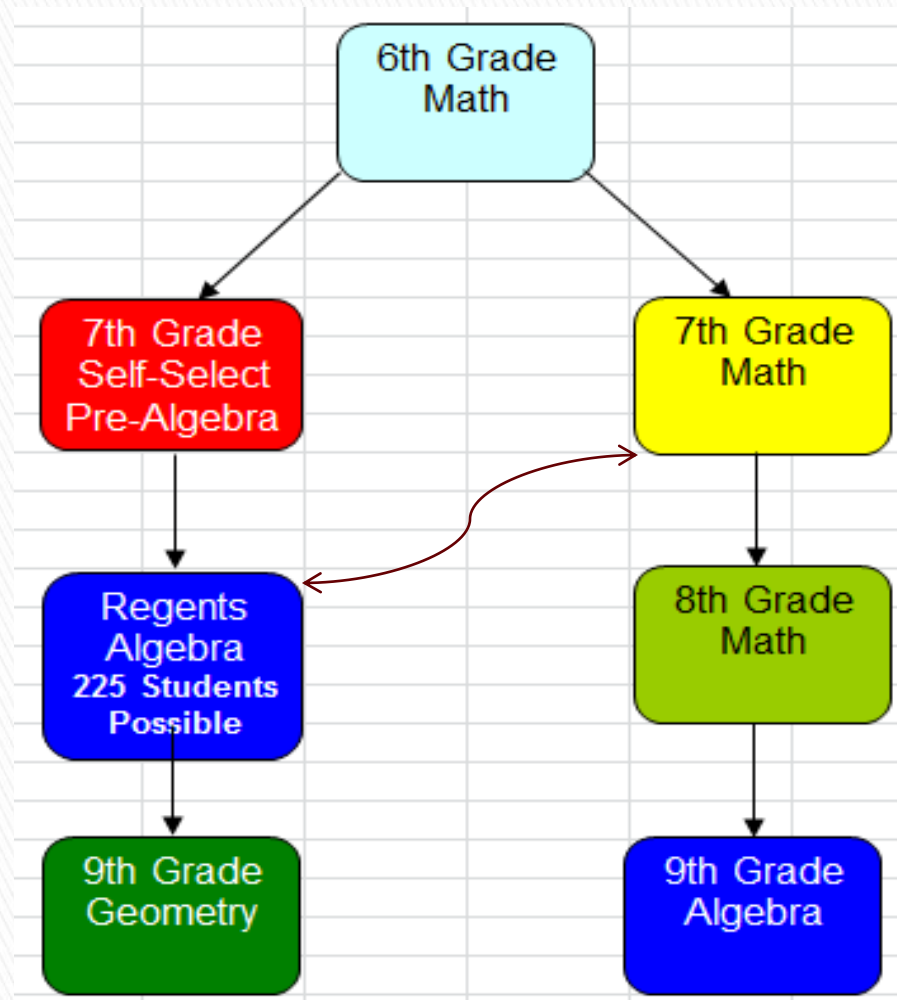 6th Grade
Math
7th Grade
Self-Select
Pre-Algebra
7th Grade
Math
Regents
Algebra
225 Students
Possible
8th Grade
Math
9th Grade
Geometry
9th Grade
Algebra